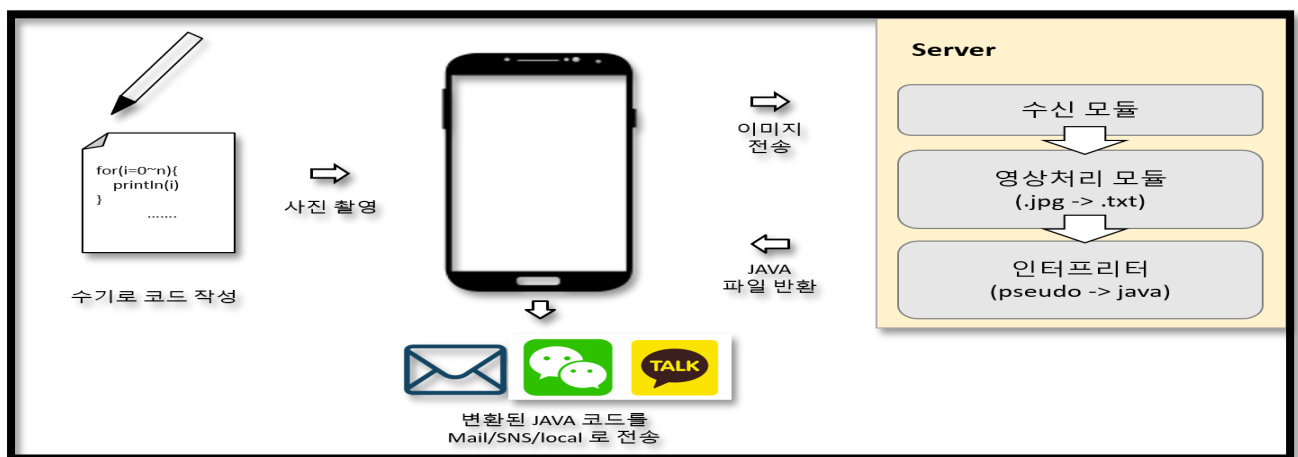 for(i=0~n){
println(i)
}
.......
수기로 코드 작성
사진 촬영
이미지
전송
JAVA
파일 반환
Server
수신 모듈
영상처리 모듈
(.jpg -> .txt)
인터프리터
(pseudo -> java)
TALK
변환된 JAVA 코드를
Mail/SNS/local 로 전송